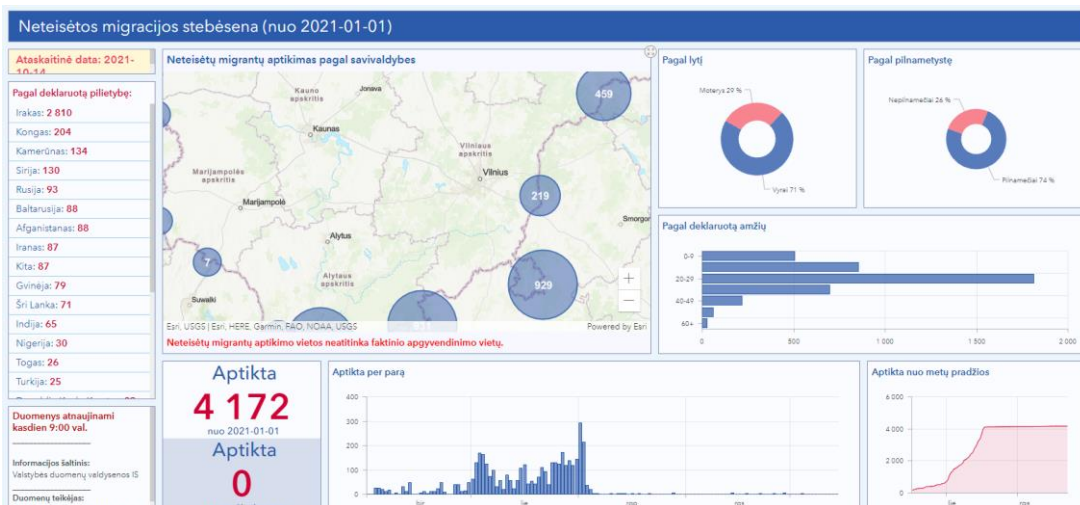 Neteisėtos migracijos stebėsena (nuo 2021-01-01)
Ataskaitinė data: 2021-
10-14
Pagal deklaruotą pilietybę:
Irakas: 2 810
Kongas: 204
Kamerūnas: 134
Sirija: 130
Rusija: 93
Baltarusija: 88
Afganistanas: 88
Iranas: 87
Kita: 87
Gvinėja: 79
Šri Lanka: 71
Indija: 65
Nigerija: 30
Togas: 26
Turkija: 25
Duomenys atnaujinami
kasdien 9:00 val.
Informacijos šaltinis:
Valstybės duomenų valdysenos IS
Duomenų teikėjas:
Neteisėtų migrantų aptikimas pagal savivaldybes
Kauno
apskritis
Jonava
459
Kaunas
Vilniaus
apskritis
Marijampolės
apskritis
Vilnius
219
Marijampolė
Smorgor
Alytus
7
Alytaus
apskritis
929
+
−
Suwalki
Esri, USGS | Esri, HERE, Garmin, FAO, NOAA, USGS
Powered by Esri
Neteisėtų migrantų aptikimo vietos neatitinka faktinio apgyvendinimo vietų.
Pagal lytį
Moterys 29 %
Vyrai 71 %
Pagal pilnametystę
Nepilnamečiai 26 %
Pilnamečiai 74 %
Pagal deklaruotą amžių
0-9
20-29
40-49
60+
0
500
1 000
1 500
2 000
Aptikta
4 172
nuo 2021-01-01
Aptikta
0
Aptikta per parą
400
300
200
100
0
bir
lie
rgp
rgs
Aptikta nuo metų pradžios
6 000
4 000
2 000
0
lie
rgs